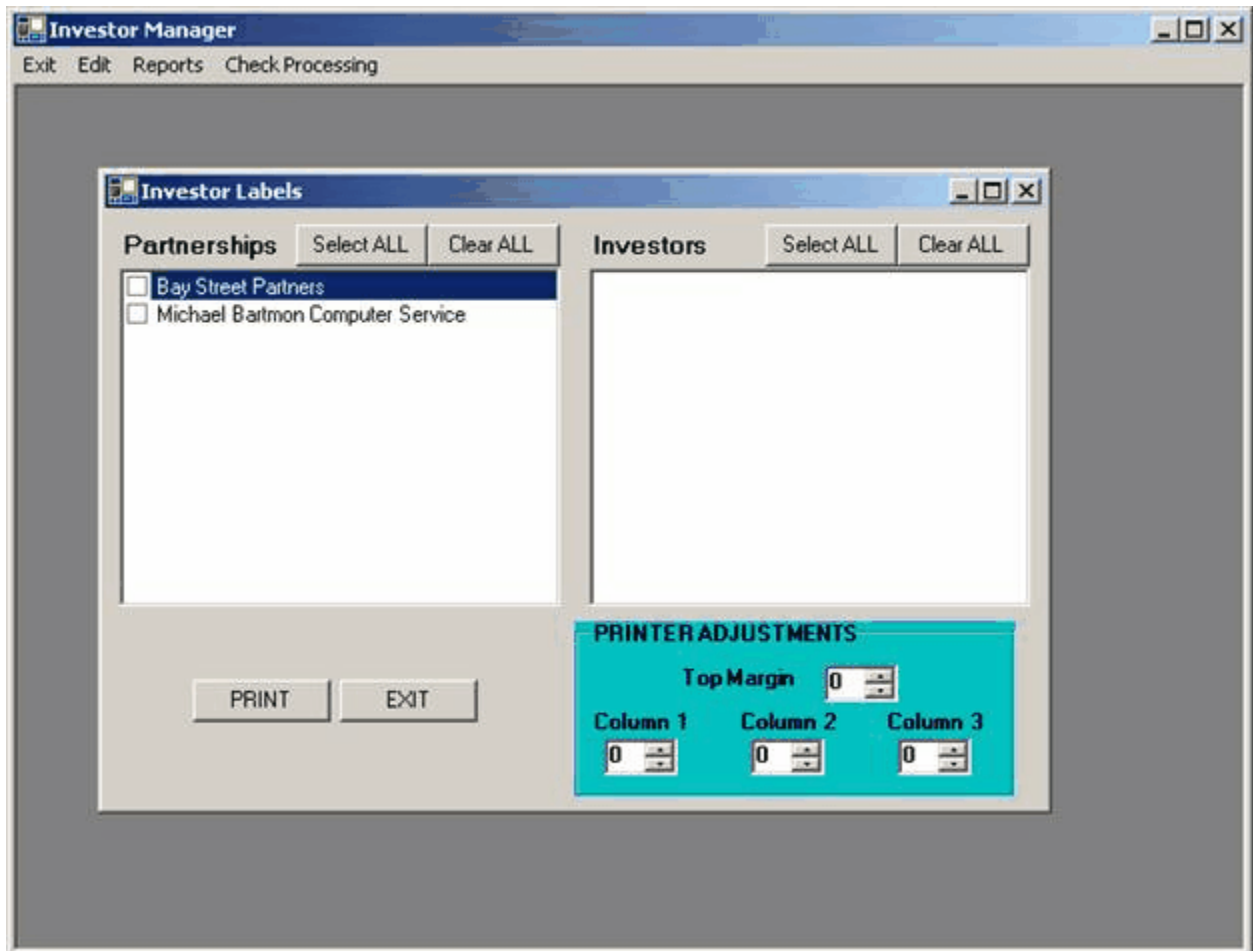 Investor Manager
Exit Edit Reports Check Processing
Investor Labels
Partnerships Select ALL Clear ALL Investors Select ALL Clear ALL
Bay Street Partners
Michael Bartmon Computer Service
PRINTER ADJUSTMENTS
Top Margin 0
PRINT EXIT
Column 1 Column 2 Column 3
0 0 0